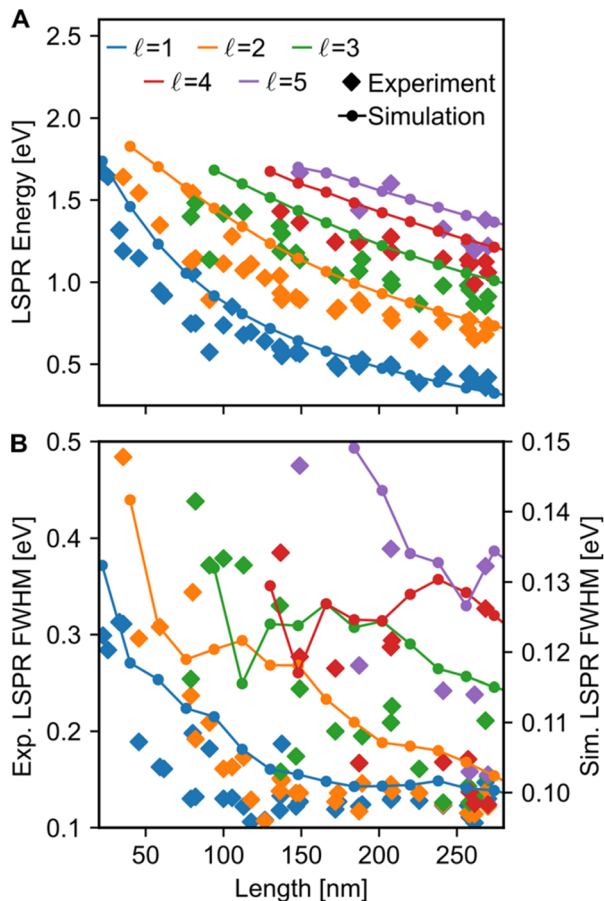 A
2.5
2.0
1.5
1.0
0.5
LSPR Energy [eV]
ℓ=1 ℓ=2 ℓ=3
ℓ=4 ℓ=5
Experiment
Simulation
B
0.5
0.4
0.3
0.2
0.1
Exp. LSPR FWHM [eV]
0.15
0.14
0.13
0.12
0.11
0.10
Sim. LSPR FWHM [eV]
50 100 150 200 250
Length [nm]